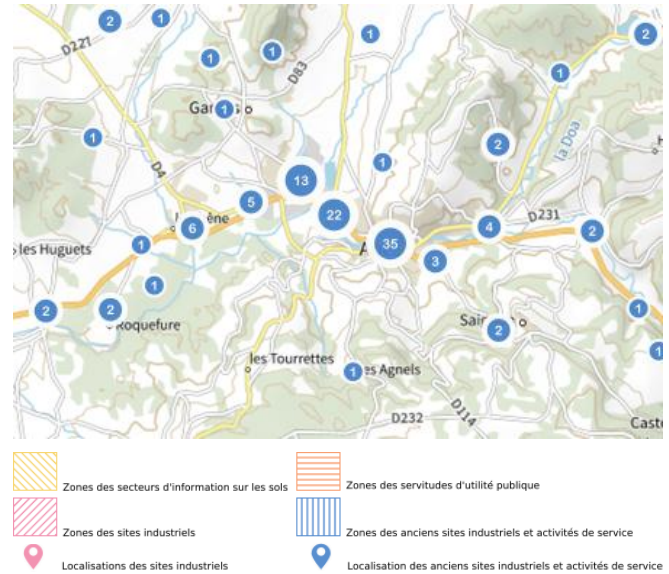 2
1
1
D221
1
1
D83
1
2
1
1
D4
1
2
la Doa
13
5
22
6
4
D231
2
les Huguets
1
35
3
1
2
2
Roquefure
1
2
1
les Tourrettes
1
es Agnels
D232
D114
Caste
Zones des secteurs d'information sur les sols
Zones des servitudes d'utilité publique
Zones des sites industriels
Zones des anciens sites industriels et activités de service
Localisations des sites industriels
Localisation des anciens sites industriels et activités de service